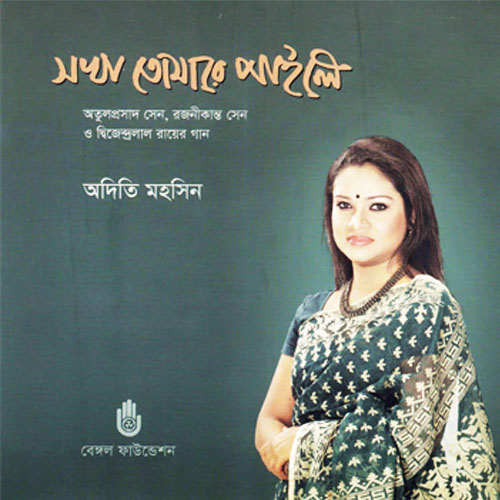 সখা তোমারে পাইলে
অতুলপ্রসাদ সেন, রজনীকান্ত সেন
ও দ্বিজেন্দ্রলাল রায়ের গান
অদিতি মহসিন
বেঙ্গল ফাউন্ডেশন